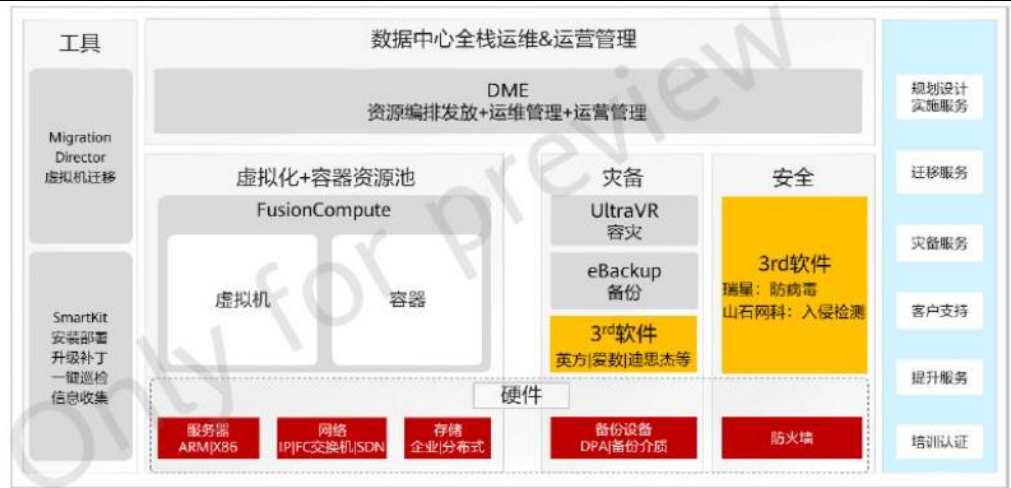 工具
Migration
Director
虚拟机迁移
SmartKit
安装部署
升级补丁
一键巡检
信息收集
数据中心全栈运维&运营管理
DME
资源编排发放+运维管理+运营管理
虚拟化+容器资源池
FusionCompute
虚拟机
容器
灾备
UltraVR
容灾
eBackup
备份
3rd软件
英方|爱数|迪思杰等
安全
3rd软件
瑞星：防病毒
山石网科：入侵检测
硬件
服务器
ARM|X86
网络
IP|FC交换机|SDN
存储
企业|分布式
备份设备
DPA|备份介质
防火墙
规划设计
实施服务
迁移服务
灾备服务
客户支持
提升服务
培训认证
Only for preview